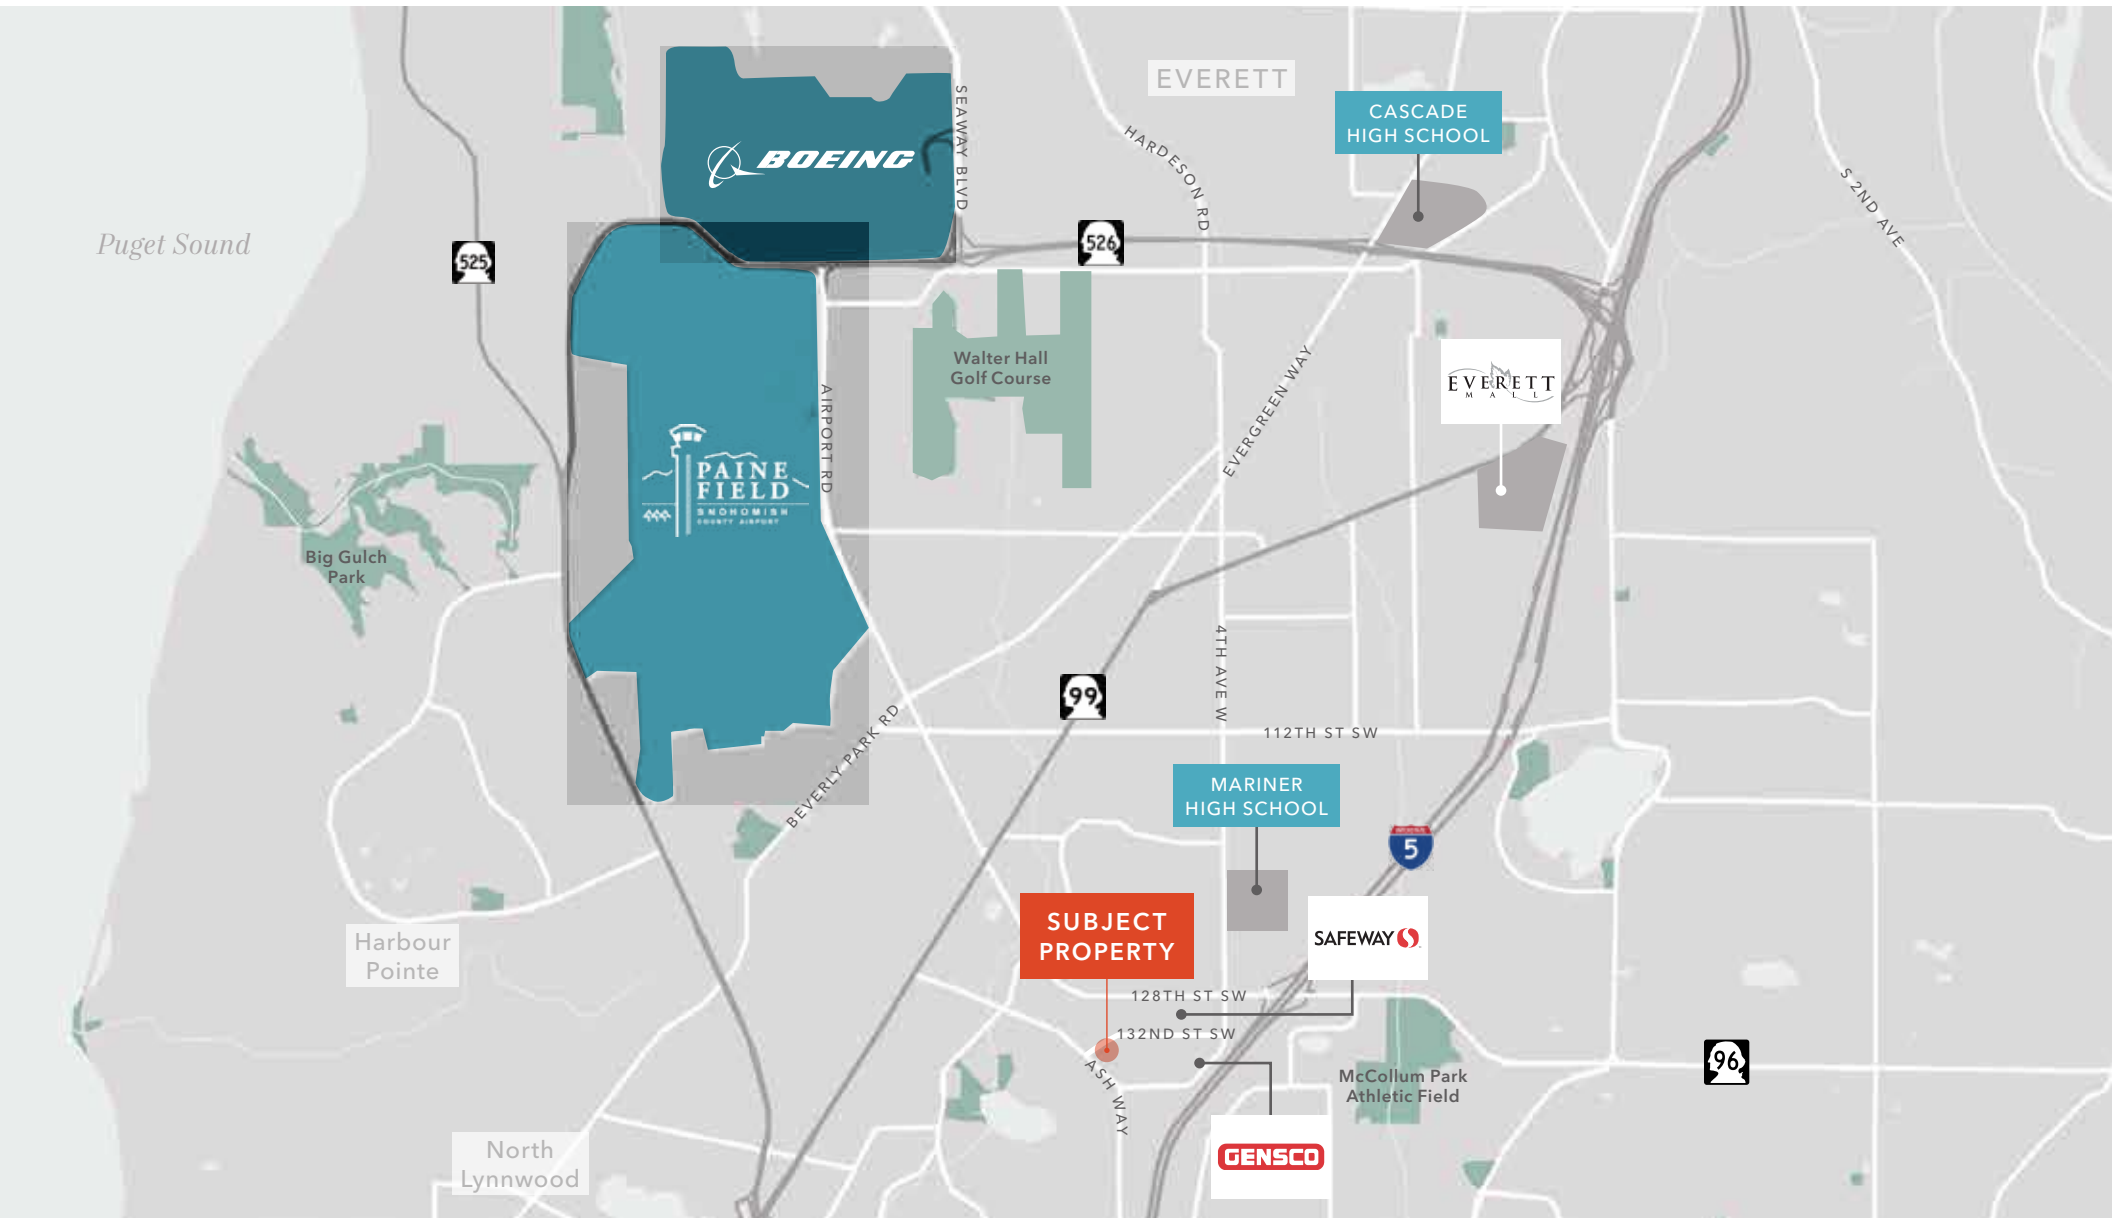 EVERETT
CASCADE
HIGH SCHOOL
SEAWAY BLVD
HARDESON RD
BOEING
S 2ND AVE
Puget Sound
525
526
Walter Hall
Golf Course
EVERGREEN WAY
EVERETT
MALL
AIRPORT RD
PAINE
FIELD
SNOHOMISH
COUNTY AIRPORT
Big Gulch
Park
4TH AVE W
99
BEVERLY PARK RD
112TH ST SW
MARINER
HIGH SCHOOL
5
SUBJECT
PROPERTY
SAFEWAY
Harbour
Pointe
128TH ST SW
132ND ST SW
ASH WAY
McCollum Park
Athletic Field
96
North
Lynnwood
GENSCO